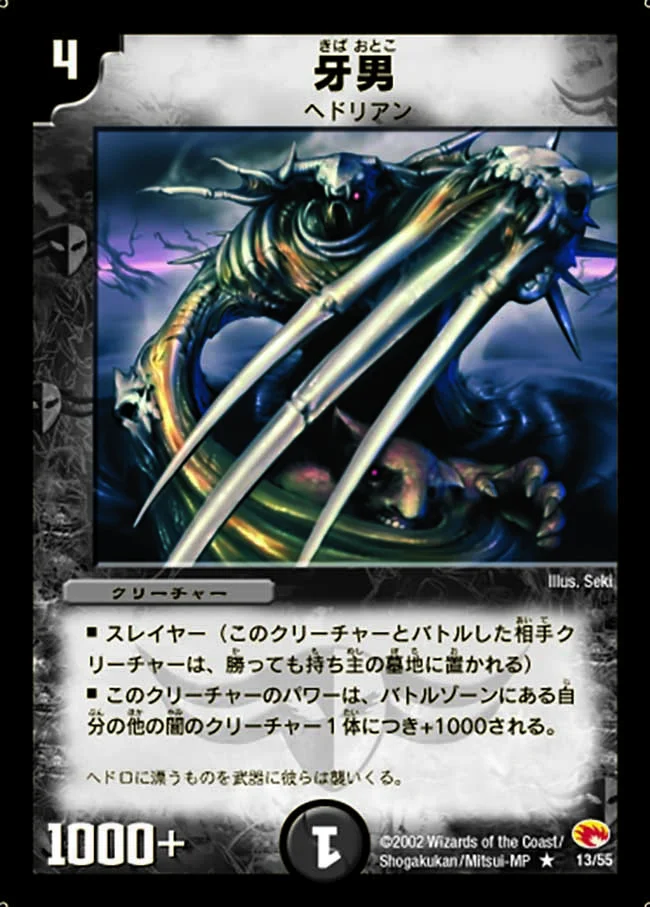 4
きば おとこ
牙男
ヘドリアン
Illus. Seki
クリーチャー
■ スレイヤー（このクリーチャーとバトルした相手ク
リーチャーは、勝っても持ち主の墓地に置かれる）
■ このクリーチャーのパワーは、バトルゾーンにある自
分の他の闇のクリーチャー1体につき+1000される。
ヘドロに漂うものを武器に彼らは襲いくる。
1000+
1
©2002 Wizards of the Coast/
Shogakukan/Mitsui-MP ★ 13/55